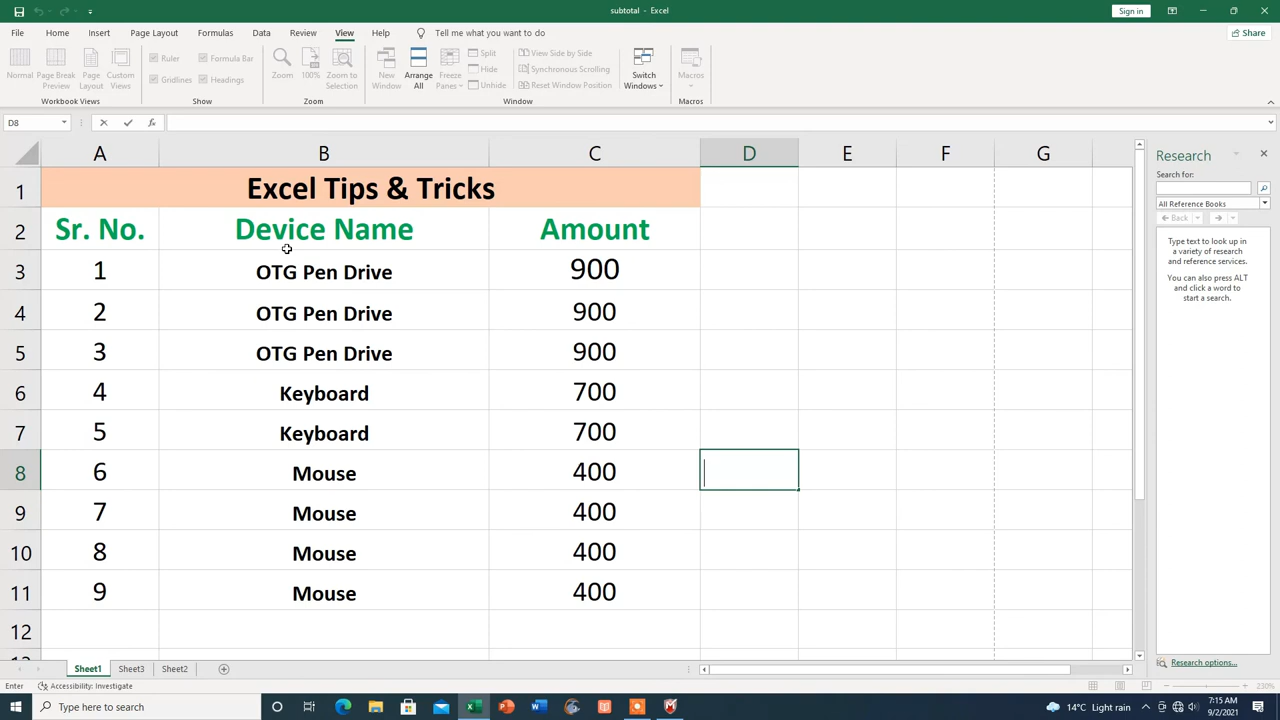 subtotal - Excel
Sign in
File Home Insert Page Layout Formulas Data Review View Help Tell me what you want to do
Share
Normal Page Break Preview Page Layout Custom Views
Workbook Views
Ruler Formula Bar
Gridlines Headings
Show
Zoom 100% Zoom to Selection
Zoom
New Window Arrange All Freeze Panes
Split
Hide
Unhide
View Side by Side
Synchronous Scrolling
Reset Window Position
Window
Switch Windows
Macros
Macros
D8 fx
A B C D E F G
1 Excel Tips & Tricks
2 Sr. No. Device Name Amount
3 1 OTG Pen Drive 900
4 2 OTG Pen Drive 900
5 3 OTG Pen Drive 900
6 4 Keyboard 700
7 5 Keyboard 700
8 6 Mouse 400
9 7 Mouse 400
10 8 Mouse 400
11 9 Mouse 400
12
Research
Search for:
All Reference Books
Back
Type text to look up in
a variety of research
and reference services.
You can also press ALT
and click a word to
start a search.
Research options...
Sheet1 Sheet3 Sheet2
Enter Accessibility: Investigate 230%
Type here to search
14°C Light rain
7:15 AM
9/2/2021